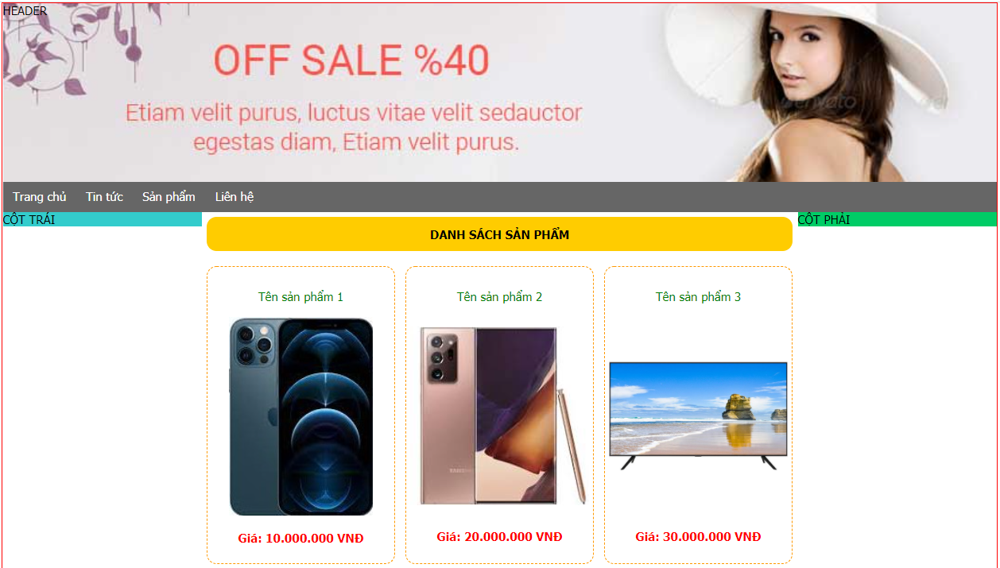 HEADER
OFF SALE %40
Etiam velit purus, luctus vitae velit sedauctor
egestas diam, Etiam velit purus.
envato
Trang chủ Tin tức Sản phẩm Liên hệ
CỘT TRÁI
DANH SÁCH SẢN PHẨM
CỘT PHẢI
Tên sản phẩm 1
Tên sản phẩm 2
Tên sản phẩm 3
SAMSUNG
Giá: 10.000.000 VNĐ
Giá: 20.000.000 VNĐ
Giá: 30.000.000 VNĐ